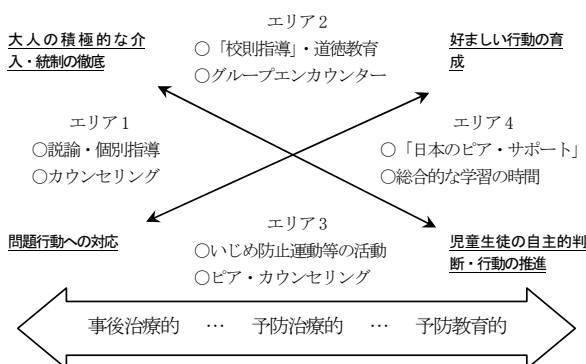 エリア２
大人の積極的な介
入・統制の徹底
○「校則指導」・道徳教育
○グループエンカウンター
好ましい行動の育
成
エリア１
○説諭・個別指導
○カウンセリング
エリア４
○「日本のピア・サポート」
○総合的な学習の時間
問題行動への対応
エリア３
○いじめ防止運動等の活動
○ピア・カウンセリング
児童生徒の自主的判
断・行動の推進
事後治療的　…　予防治療的　…　予防教育的